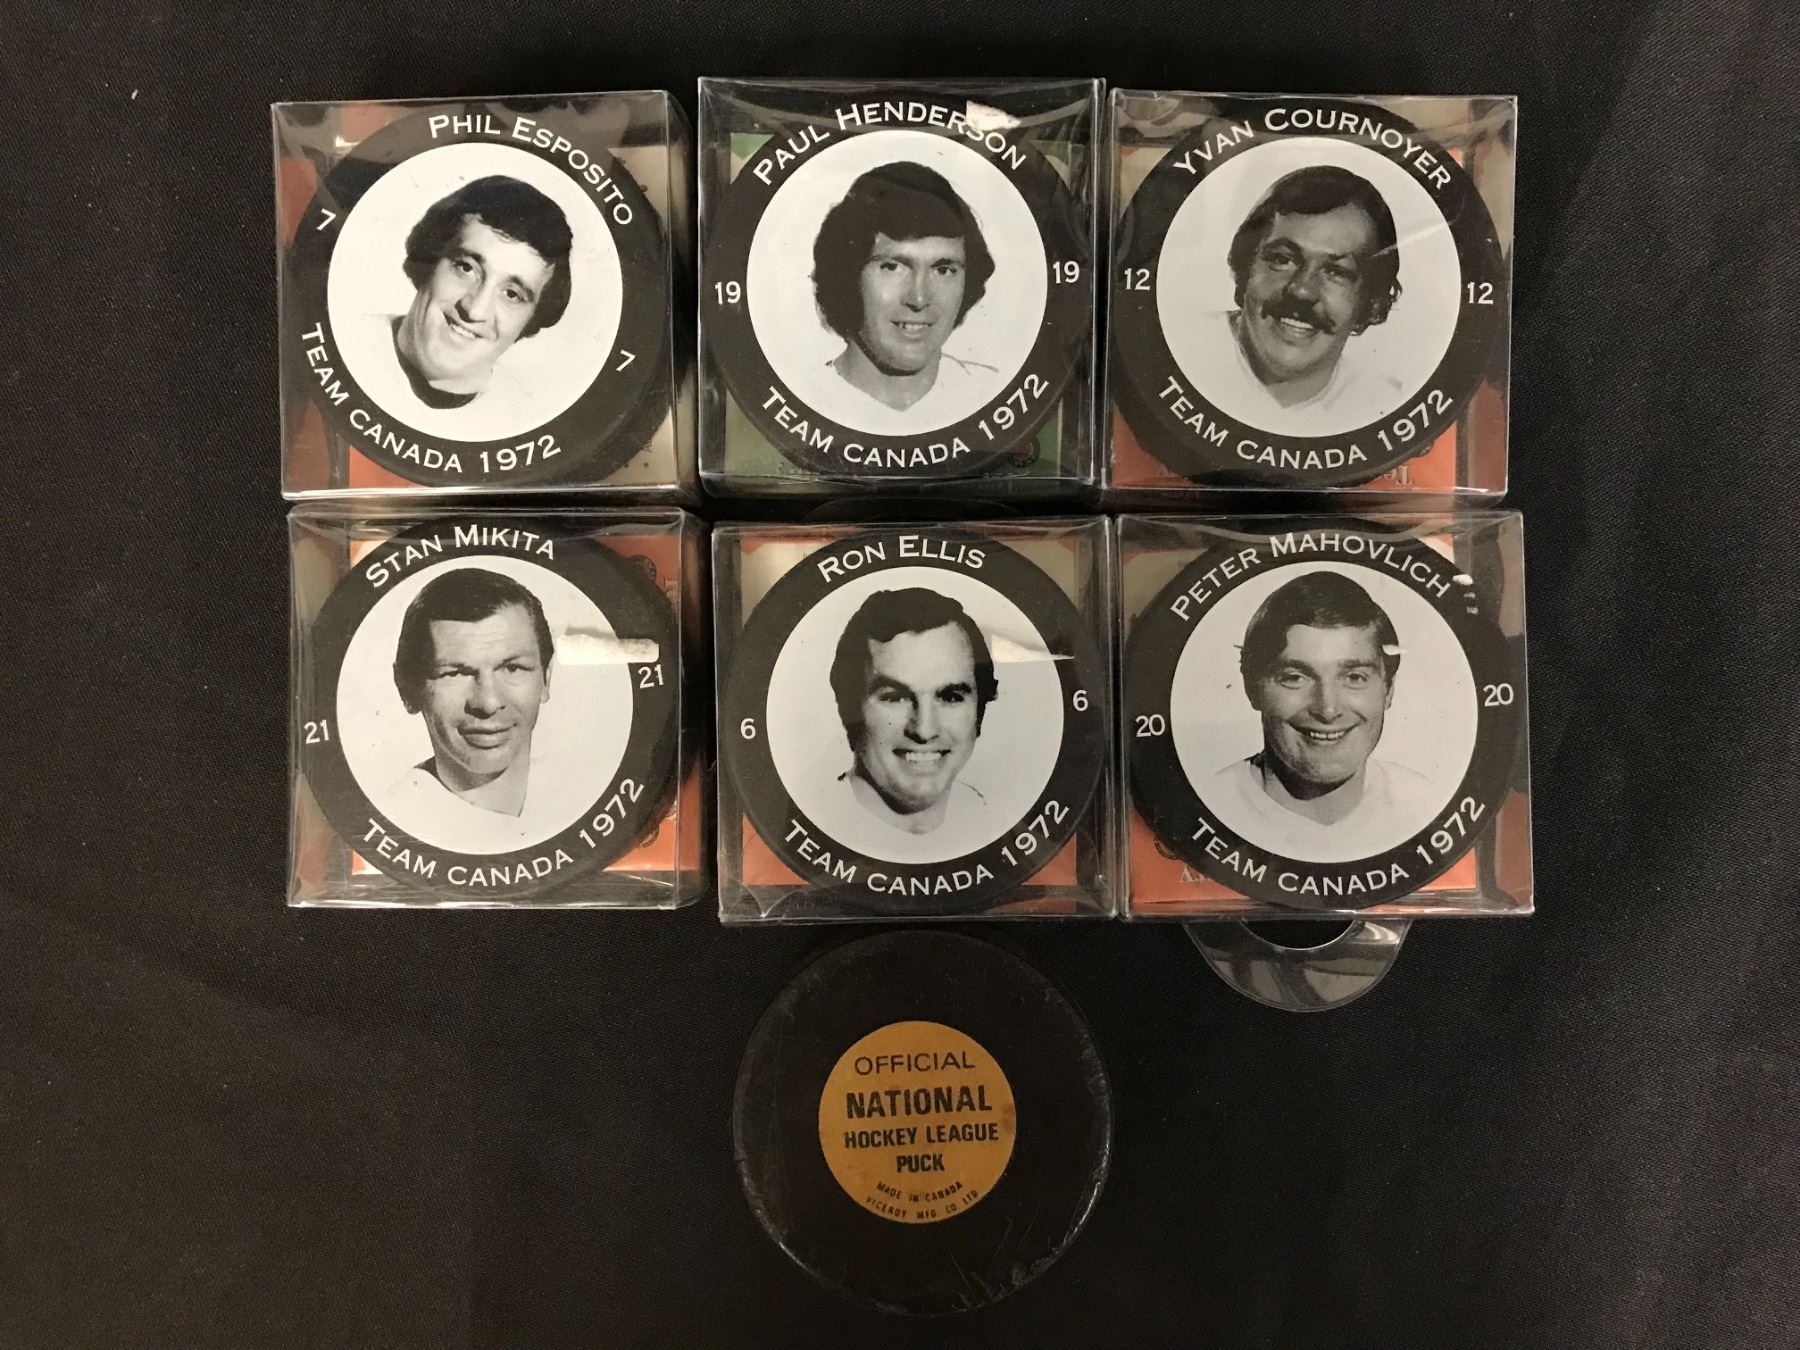 PHIL ESPOSITO
7
7
TEAM CANADA 1972
PAUL HENDERSON
19
19
TEAM CANADA 1972
YVAN COURNOYER
12
12
TEAM CANADA 1972
STAN MIKITA
21
21
TEAM CANADA 1972
RON ELLIS
6
6
TEAM CANADA 1972
PETER MAHOVLICH
20
20
TEAM CANADA 1972
OFFICIAL
NATIONAL
HOCKEY LEAGUE
PUCK
MADE IN CANADA
VICEROY MFG. CO. LTD